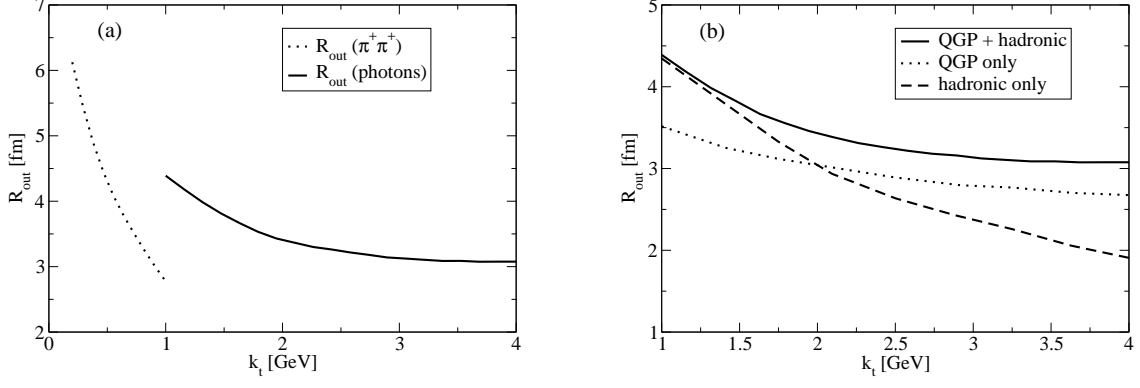 (a)
R_out (π⁺π⁺)
R_out (photons)
7
6
5
4
3
2
R_out [fm]
0 1 2 3 4
k_t [GeV]
(b)
QGP + hadronic
QGP only
hadronic only
5
4
3
2
1
R_out [fm]
1 1.5 2 2.5 3 3.5 4
k_t [GeV]